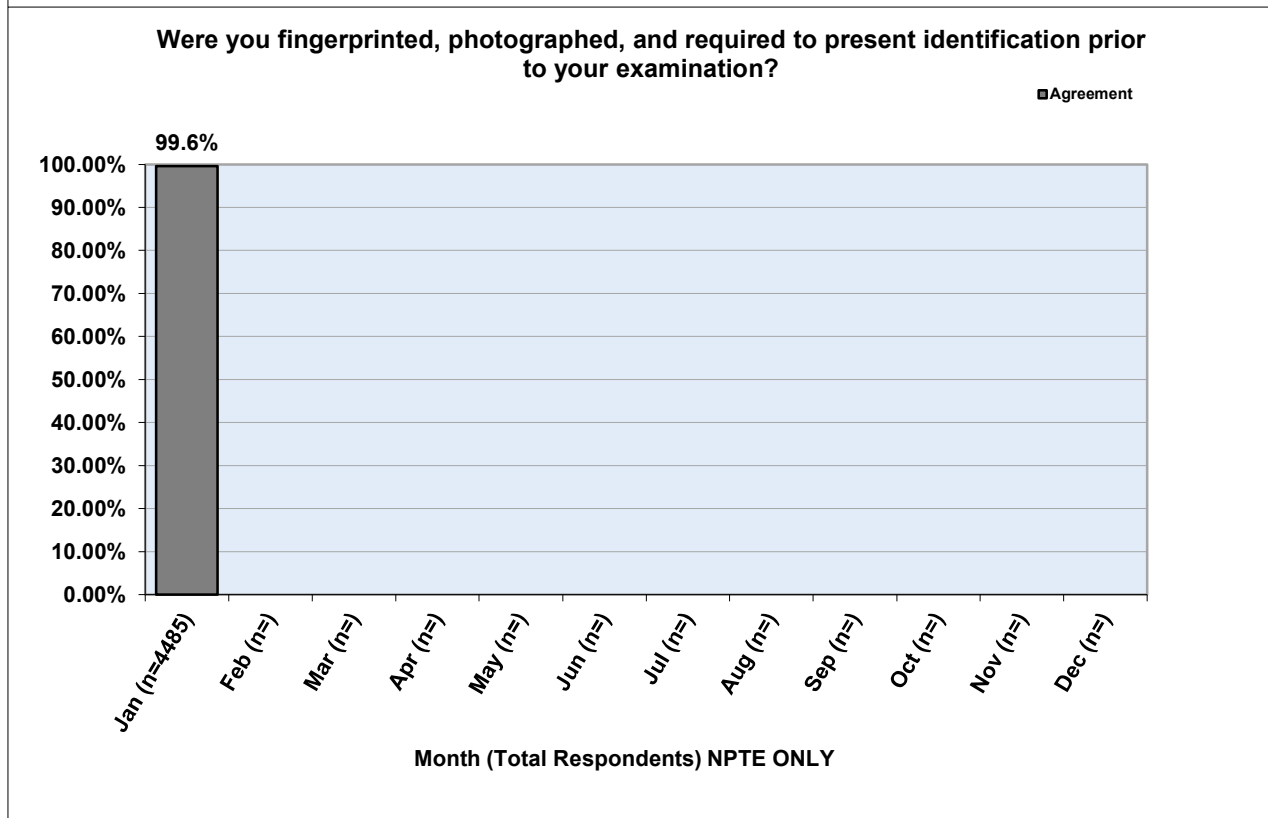 Were you fingerprinted, photographed, and required to present identification prior
to your examination?
Agreement
99.6%
100.00%
90.00%
80.00%
70.00%
60.00%
50.00%
40.00%
30.00%
20.00%
10.00%
0.00%
Jan (n=4485)
Feb (n=)
Mar (n=)
Apr (n=)
May (n=)
Jun (n=)
Jul (n=)
Aug (n=)
Sep (n=)
Oct (n=)
Nov (n=)
Dec (n=)
Month (Total Respondents) NPTE ONLY